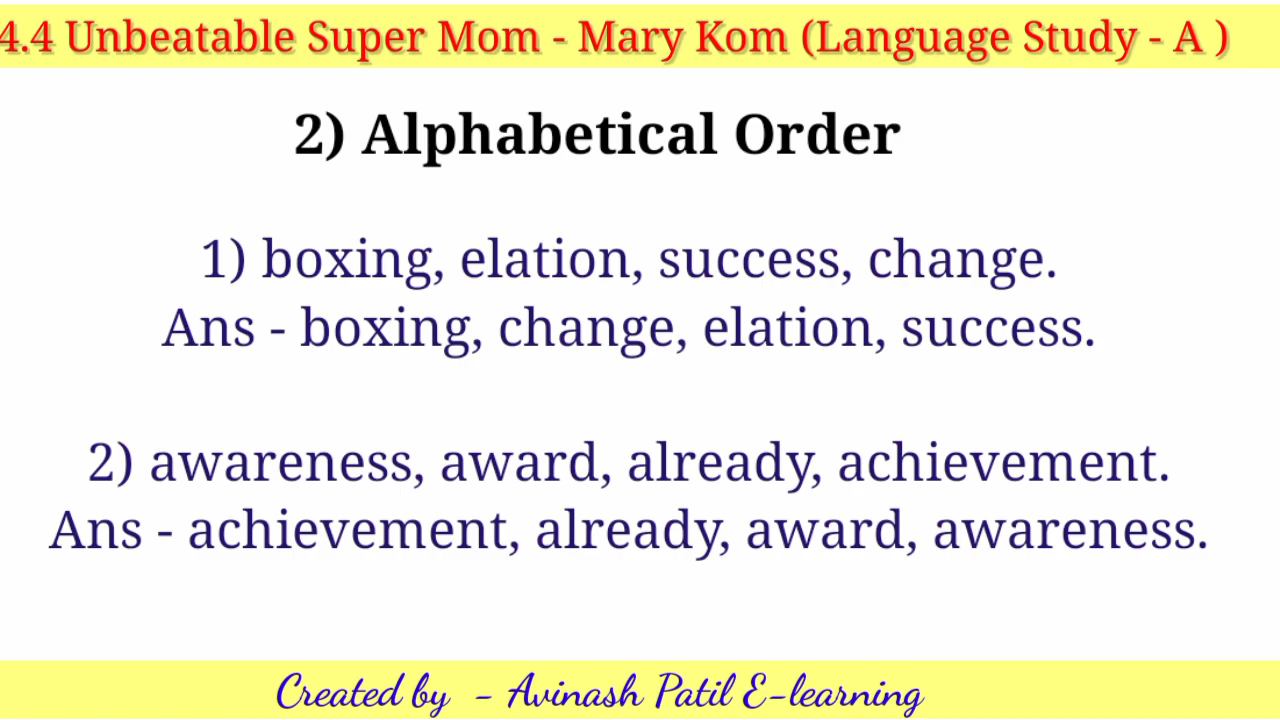 4.4 Unbeatable Super Mom - Mary Kom (Language Study - A )
2) Alphabetical Order
1) boxing, elation, success, change.
Ans - boxing, change, elation, success.
2) awareness, award, already, achievement.
Ans - achievement, already, award, awareness.
Created by - Avinash Patil E-learning